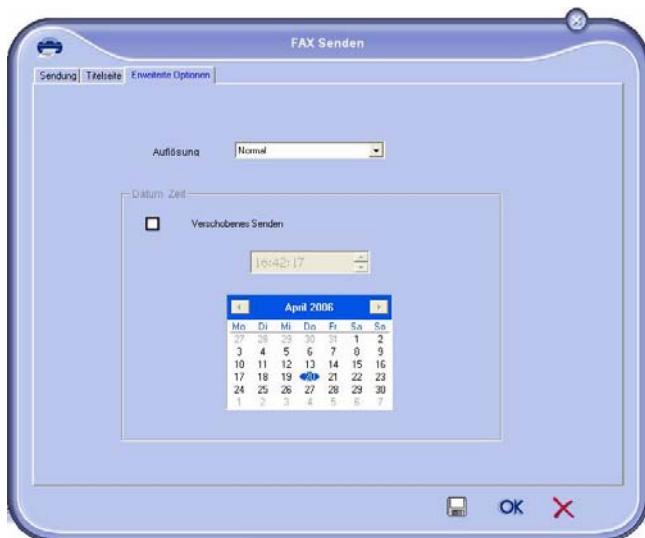 FAX Senden
Sendung Titelseite Erweiterte Optionen
Auflösung Normal
Datum Zeit
Verschobenes Senden
16:42:17
April 2006
Mo Di Mi Do Fr Sa So
27 28 29 30 31 1 2
3 4 5 6 7 8 9
10 11 12 13 14 15 16
17 18 19 20 21 22 23
24 25 26 27 28 29 30
1 2 3 4 5 6 7
OK